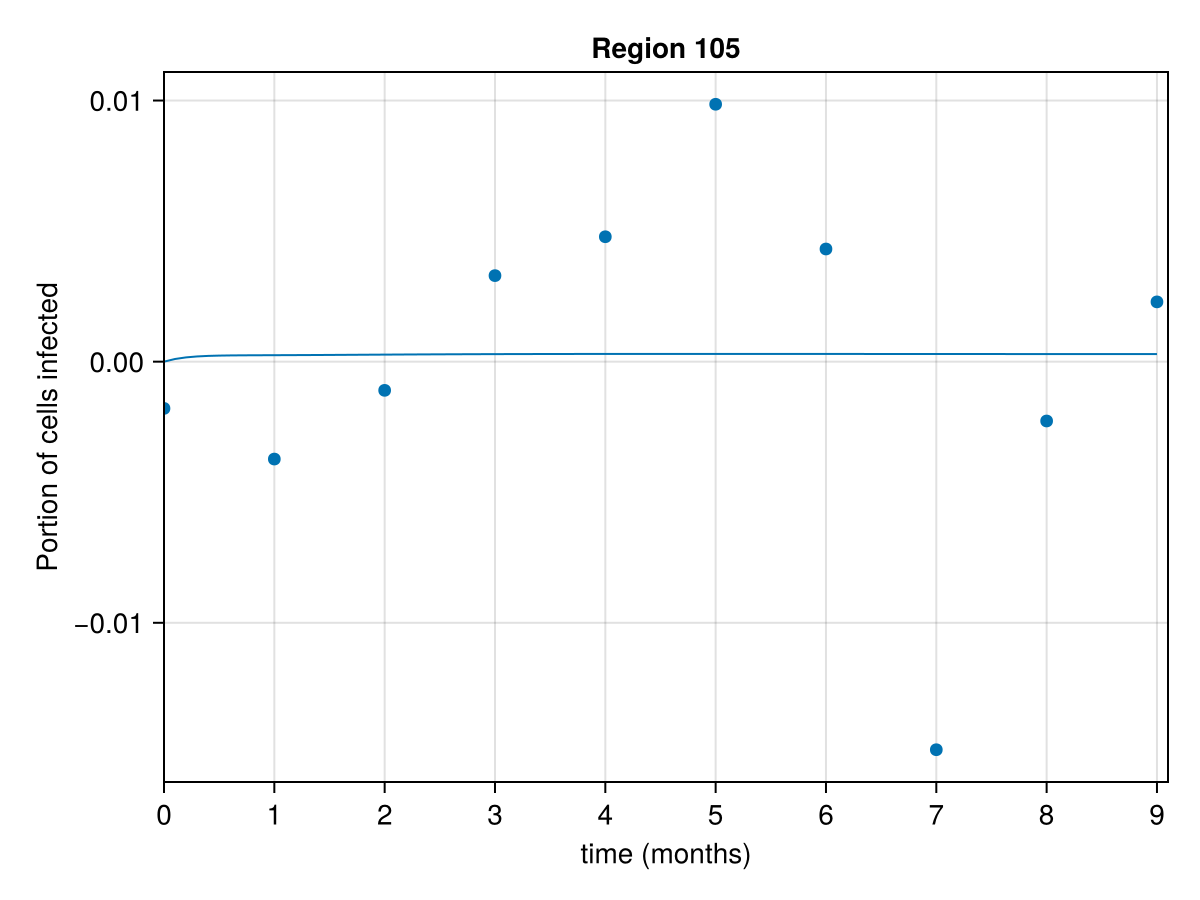 Region 105
Portion of cells infected
0.01
0.00
−0.01
0 1 2 3 4 5 6 7 8 9
time (months)